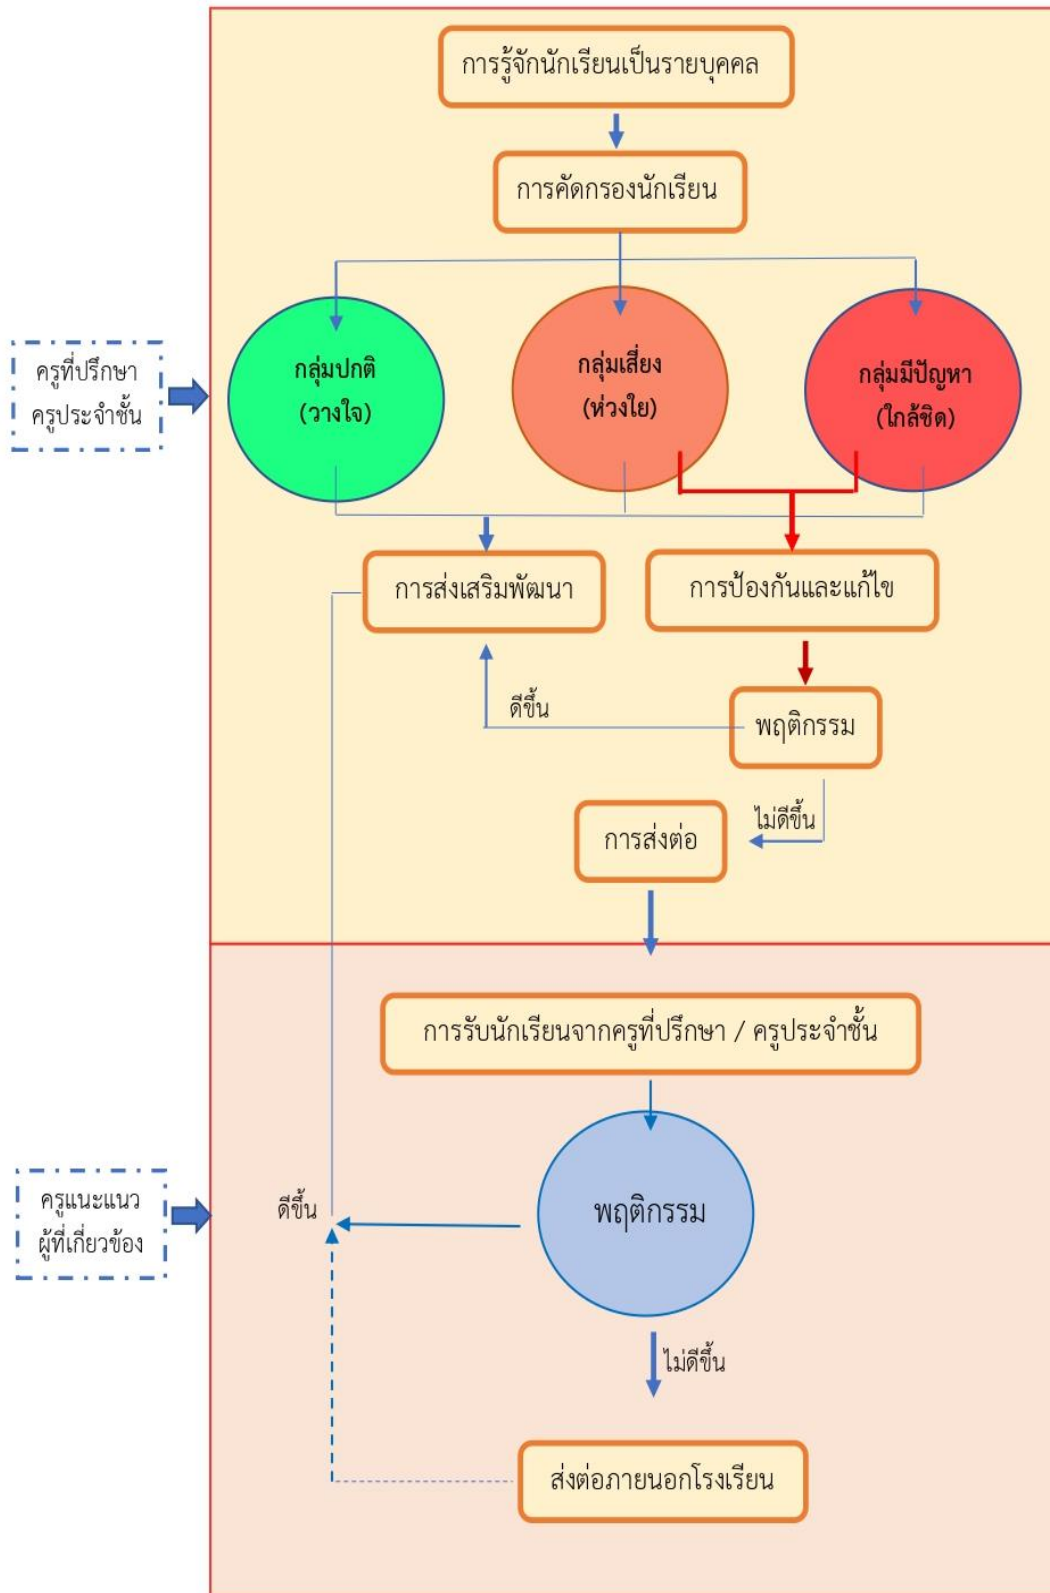 การรู้จักนักเรียนเป็นรายบุคคล
การคัดกรองนักเรียน
ครูที่ปรึกษา
ครูประจำชั้น
กลุ่มปกติ
(วางใจ)
กลุ่มเสี่ยง
(ห่วงใย)
กลุ่มมีปัญหา
(ใกล้ชิด)
การส่งเสริมพัฒนา
การป้องกันและแก้ไข
ดีขึ้น
พฤติกรรม
ไม่ดีขึ้น
การส่งต่อ
การรับนักเรียนจากครูที่ปรึกษา / ครูประจำชั้น
ครูแนะแนว
ผู้ที่เกี่ยวข้อง
ดีขึ้น
พฤติกรรม
ไม่ดีขึ้น
ส่งต่อภายนอกโรงเรียน